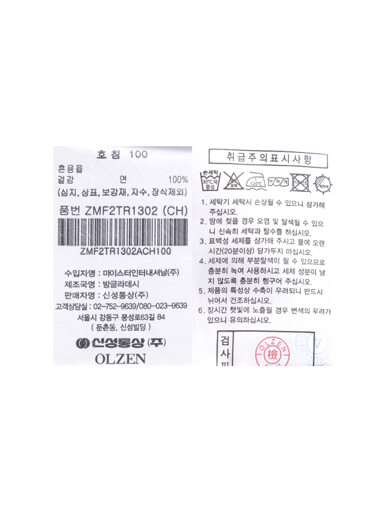 호 칭 100
혼용율
겉감 면 100%
(심지, 상표, 보강재, 자수, 장식제외)
품번 ZMF2TR1302 (CH)
ZMF2TR1302ACH100
수입자명 : 마이스터인터내셔날(주)
제조국명 : 방글라데시
판매자명 : 신성통상(주)
고객상담실 : 02-752-9639/080-023-9639
서울시 강동구 풍성로63길 84
( 둔촌동, 신성빌딩 )
신성통상 (주)
OLZEN
취급주의표시사항
1. 세탁기 세탁시 손상될 수 있으니 삼가해
주십시오.
2. 땀에 젖을 경우 오염 및 탈색될 수 있으
니 신속히 세탁과 탈수를 하십시오.
3. 표백성 세제를 삼가해 주시고 물에 오랜
시간(20분이상) 담가두지 마십시오.
4. 세제에 의해 부분탈색이 될 수 있으므로
충분히 녹여 사용하시고 세제 성분이 남
지 않도록 충분히 헹구어 주십시오.
5. 제품의 특성상 수축이 우려되니 반드시
뉘어서 건조하십시오.
6. 장시간 햇빛에 노출될 경우 변색의 우려가
있으니 유의하십시오.
검사필
OLZEN
檢